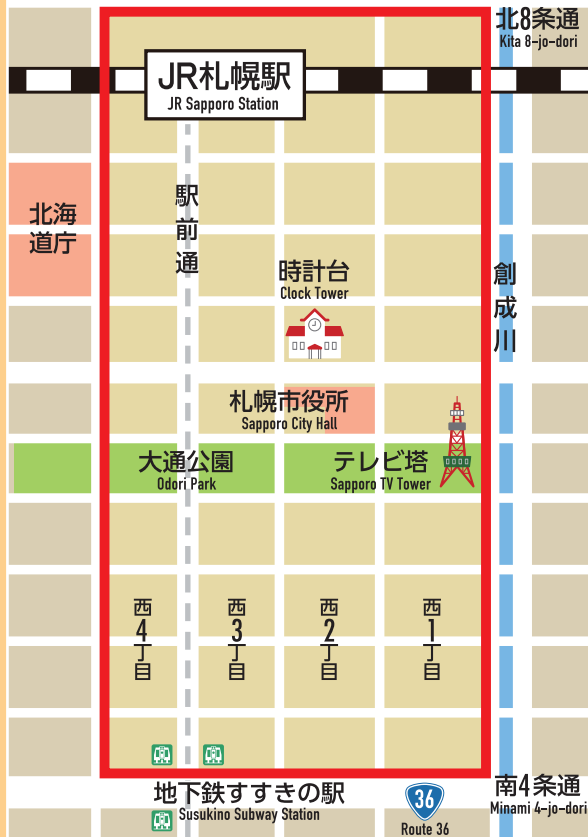 北8条通
Kita 8-jo-dori
JR札幌駅
JR Sapporo Station
北海
道庁
駅前通
時計台
Clock Tower
創成川
札幌市役所
Sapporo City Hall
大通公園
Odori Park
テレビ塔
Sapporo TV Tower
西4丁目
西3丁目
西2丁目
西1丁目
地下鉄すすきの駅
Susukino Subway Station
36
Route 36
南4条通
Minami 4-jo-dori